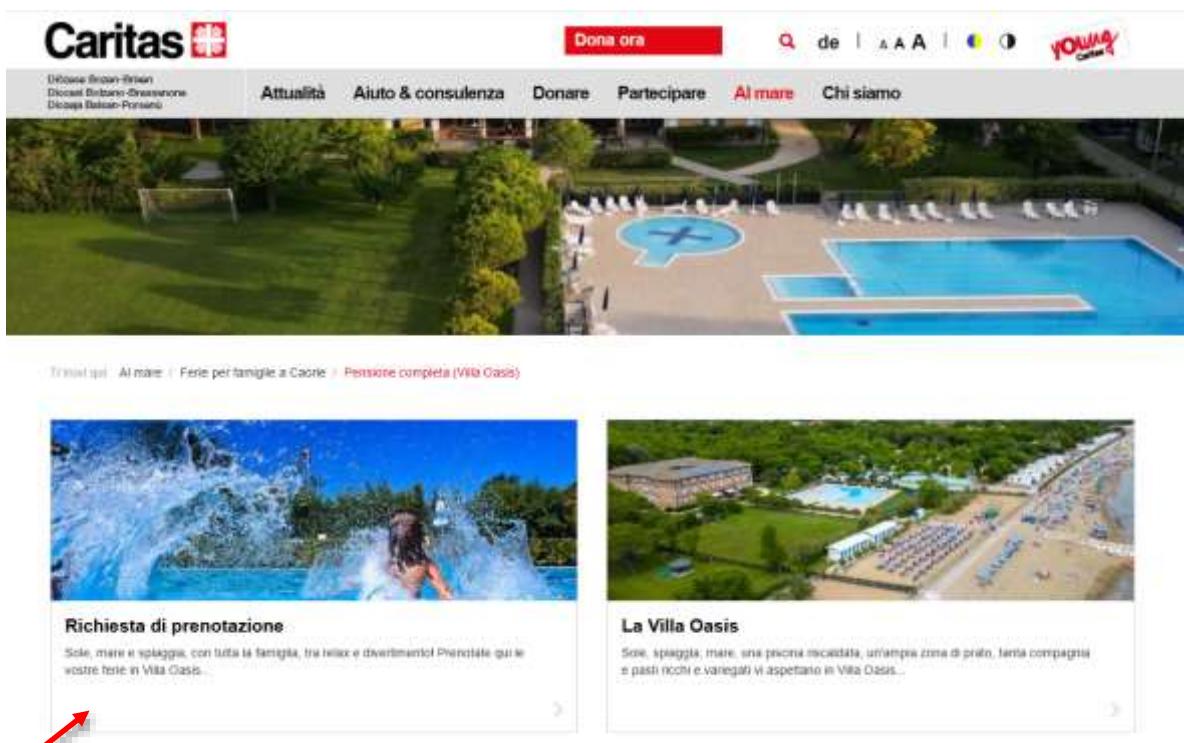 Caritas
Dona ora
de | A A A |
young
Caritas
Diözese Bozen-Brixen
Diocesi Bolzano-Bressanone
Diozeja Balsan-Porsenù
Attualità Aiuto & consulenza Donare Partecipare Al mare Chi siamo
Ti trovi qui: Al mare / Ferie per famiglie a Caorle / Pensione completa (Villa Oasis)
Richiesta di prenotazione
Sole, mare e spiaggia, con tutta la famiglia, tra relax e divertimento! Prenotate qui le
vostre ferie in Villa Oasis...
La Villa Oasis
Sole, spiaggia, mare, una piscina riscaldata, un'ampia zona di prato, tanta compagnia
e pasti ricchi e variegati vi aspettano in Villa Oasis...